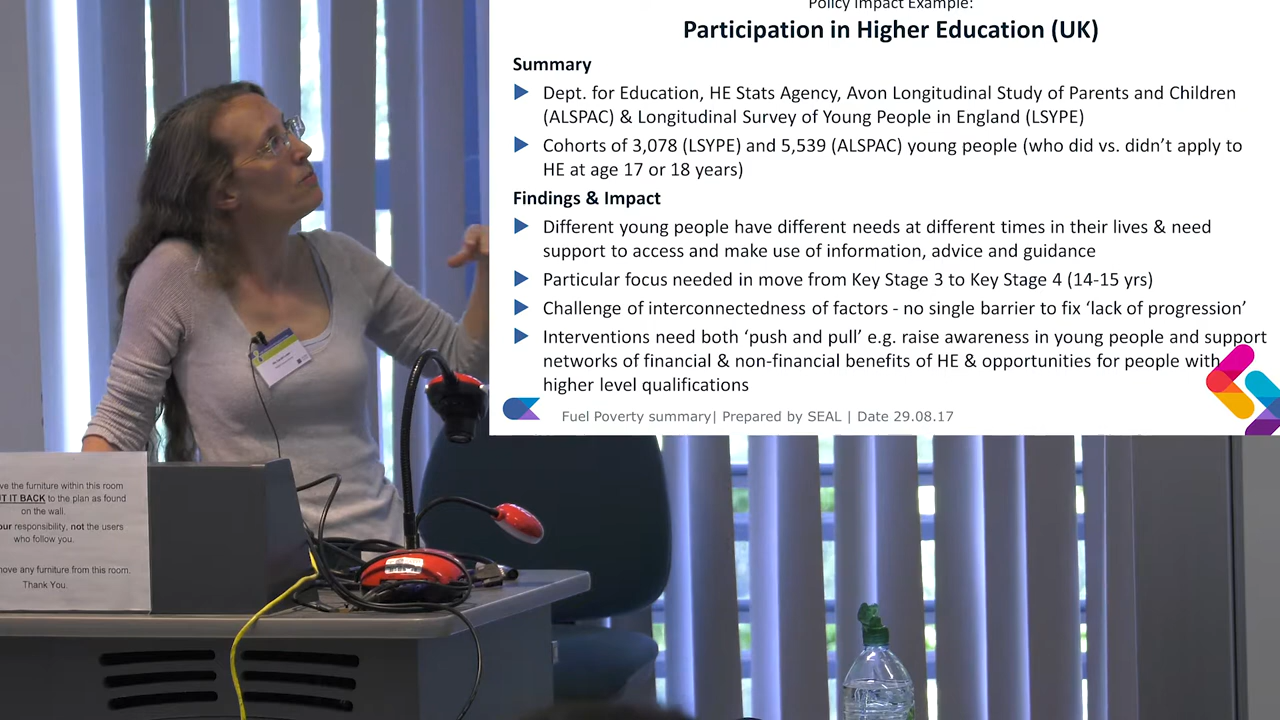 Policy Impact Example:
Participation in Higher Education (UK)
Summary
Dept. for Education, HE Stats Agency, Avon Longitudinal Study of Parents and Children
(ALSPAC) & Longitudinal Survey of Young People in England (LSYPE)
Cohorts of 3,078 (LSYPE) and 5,539 (ALSPAC) young people (who did vs. didn’t apply to
HE at age 17 or 18 years)
Findings & Impact
Different young people have different needs at different times in their lives & need
support to access and make use of information, advice and guidance
Particular focus needed in move from Key Stage 3 to Key Stage 4 (14-15 yrs)
Challenge of interconnectedness of factors - no single barrier to fix ‘lack of progression’
Interventions need both ‘push and pull’ e.g. raise awareness in young people and support
networks of financial & non-financial benefits of HE & opportunities for people with
higher level qualifications
Fuel Poverty summary| Prepared by SEAL | Date 29.08.17
ve the furniture within this room
UT IT BACK to the plan as found
on the wall.
our responsibility, not the users
who follow you.
move any furniture from this room.
Thank You.